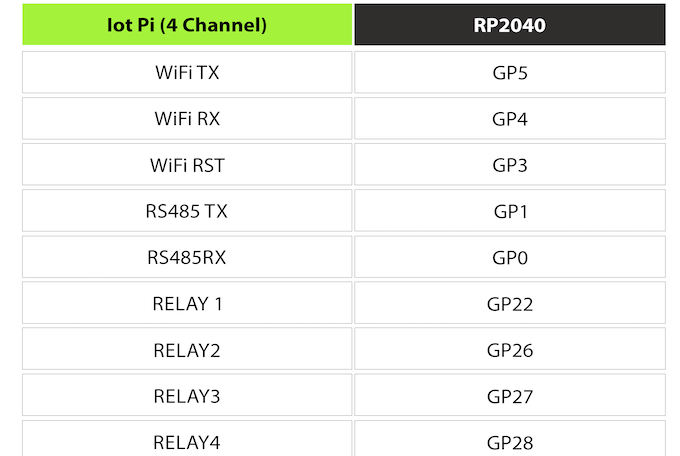 Iot Pi (4 Channel) RP2040
WiFi TX GP5
WiFi RX GP4
WiFi RST GP3
RS485 TX GP1
RS485RX GP0
RELAY 1 GP22
RELAY2 GP26
RELAY3 GP27
RELAY4 GP28